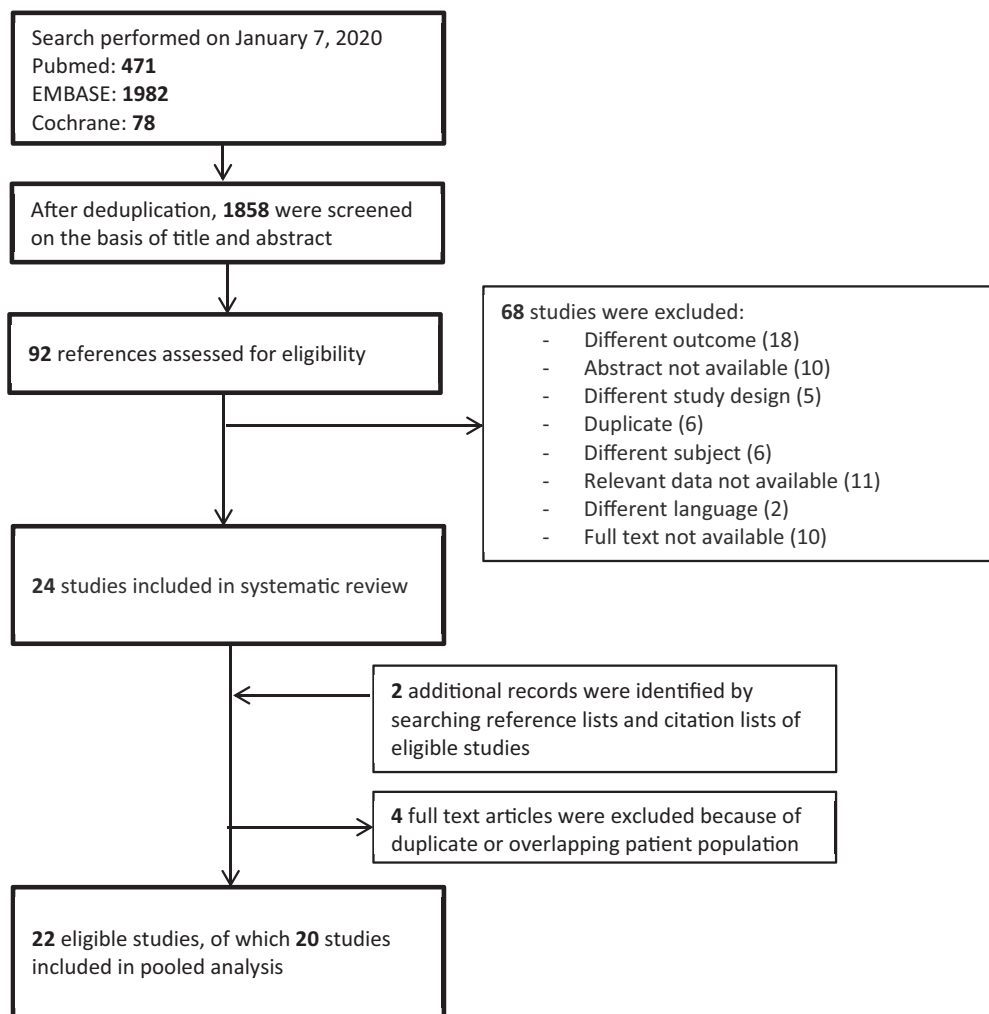 Search performed on January 7, 2020
Pubmed: 471
EMBASE: 1982
Cochrane: 78
After deduplication, 1858 were screened
on the basis of title and abstract
92 references assessed for eligibility
68 studies were excluded:
- Different outcome (18)
- Abstract not available (10)
- Different study design (5)
- Duplicate (6)
- Different subject (6)
- Relevant data not available (11)
- Different language (2)
- Full text not available (10)
24 studies included in systematic review
2 additional records were identified by
searching reference lists and citation lists of
eligible studies
4 full text articles were excluded because of
duplicate or overlapping patient population
22 eligible studies, of which 20 studies
included in pooled analysis